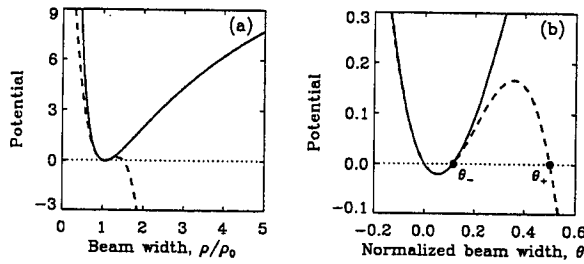 9
6
3
0
-3
Potential
(a)
0 1 2 3 4 5
Beam width, ρ/ρ₀
0.3
0.2
0.1
0.0
-0.1
Potential
(b)
θ₋
θ₊
-0.2 0.0 0.2 0.4 0.6
Normalized beam width, θ